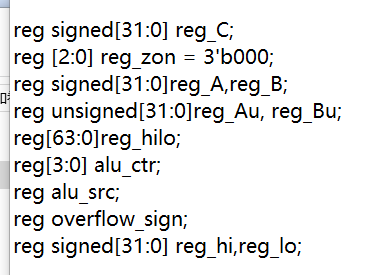 reg signed[31:0] reg_C;
reg [2:0] reg_zon = 3'b000;
reg signed[31:0]reg_A,reg_B;
reg unsigned[31:0]reg_Au, reg_Bu;
reg[63:0]reg_hilo;
reg[3:0] alu_ctr;
reg alu_src;
reg overflow_sign;
reg signed[31:0] reg_hi,reg_lo;